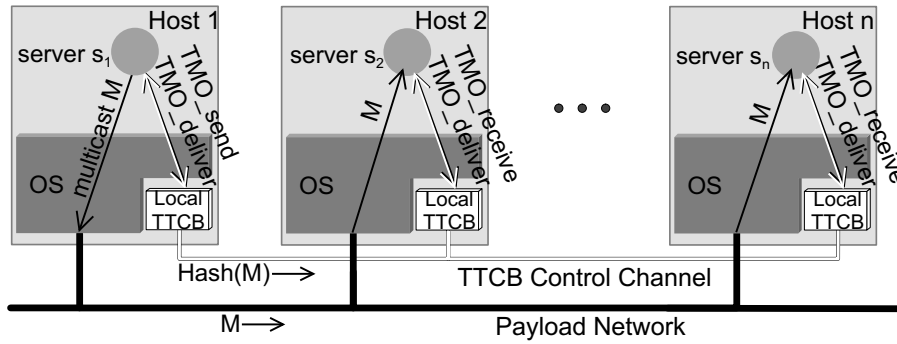 Host 1
server s1
multicast M
TMO_send
TMO_deliver
OS
Local
TTCB
Host 2
server s2
M
TMO_receive
TMO_deliver
OS
Local
TTCB
Host n
server sn
M
TMO_receive
TMO_deliver
OS
Local
TTCB
Hash(M)
TTCB Control Channel
M
Payload Network